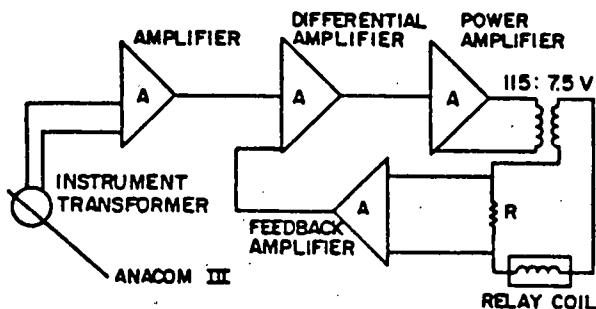 AMPLIFIER
DIFFERENTIAL
AMPLIFIER
POWER
AMPLIFIER
A
A
A
115: 7.5 V
INSTRUMENT
TRANSFORMER
FEEDBACK
AMPLIFIER
A
R
ANACOM III
RELAY COIL